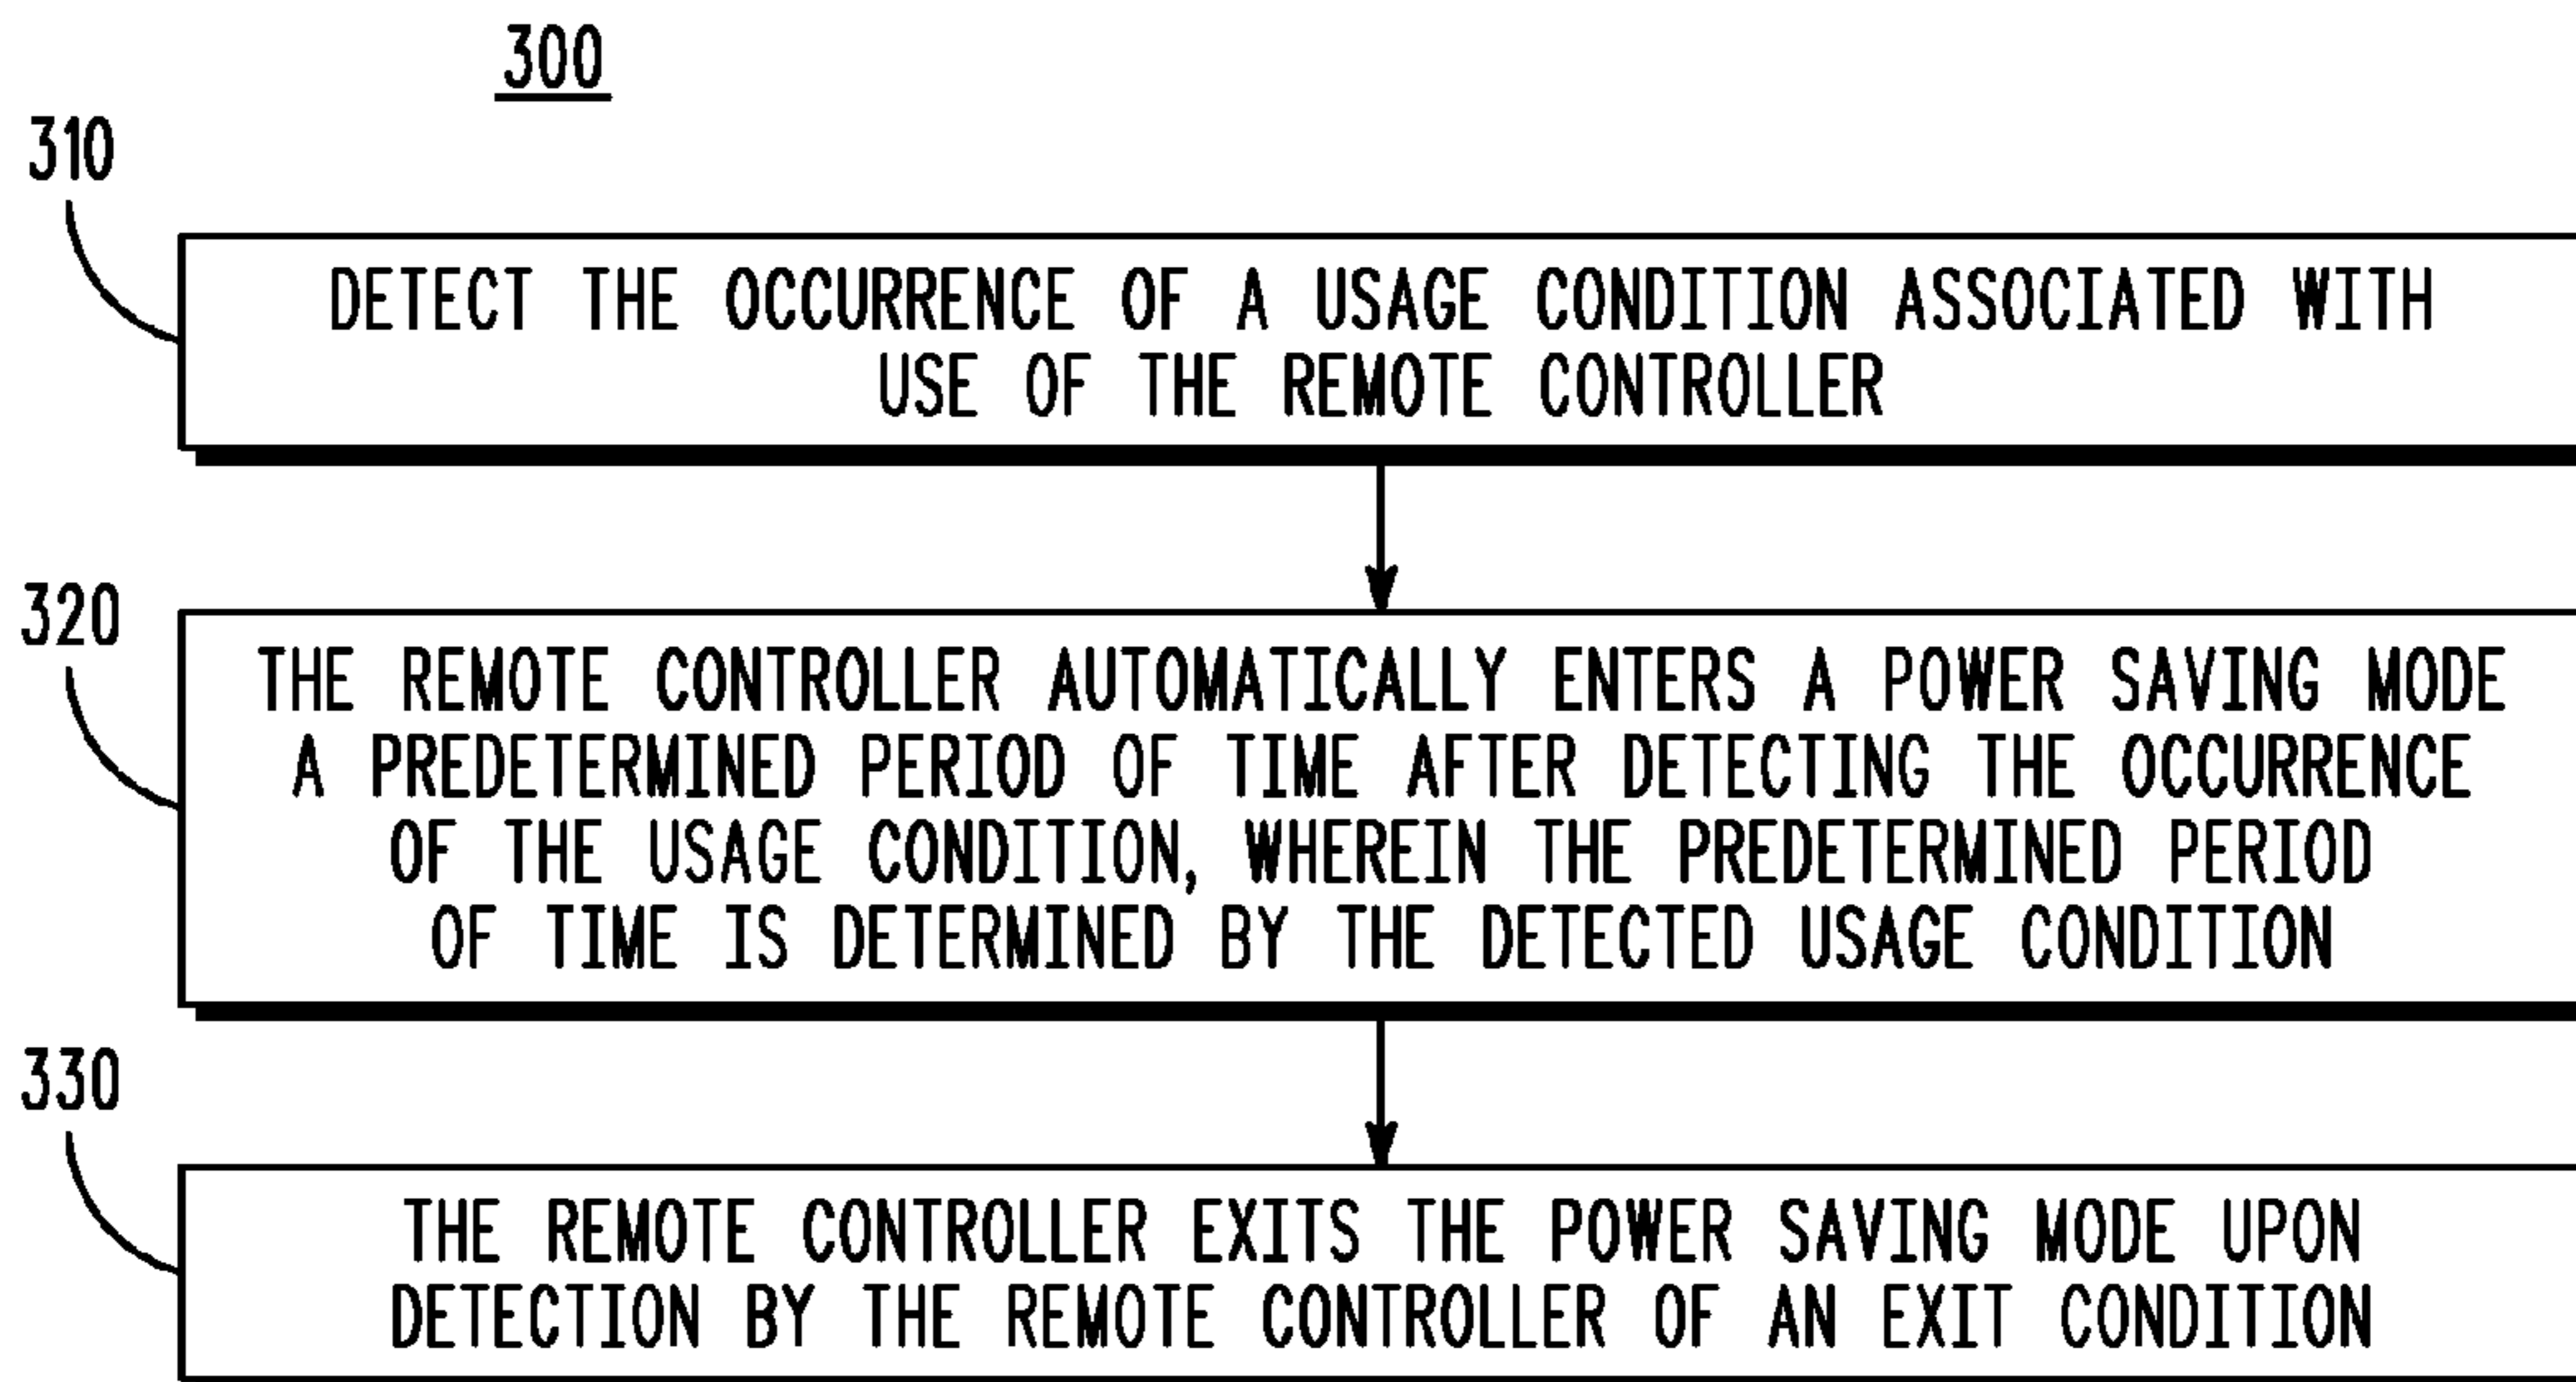 300
310
DETECT THE OCCURRENCE OF A USAGE CONDITION ASSOCIATED WITH
USE OF THE REMOTE CONTROLLER
320
THE REMOTE CONTROLLER AUTOMATICALLY ENTERS A POWER SAVING MODE
A PREDETERMINED PERIOD OF TIME AFTER DETECTING THE OCCURRENCE
OF THE USAGE CONDITION, WHEREIN THE PREDETERMINED PERIOD
OF TIME IS DETERMINED BY THE DETECTED USAGE CONDITION
330
THE REMOTE CONTROLLER EXITS THE POWER SAVING MODE UPON
DETECTION BY THE REMOTE CONTROLLER OF AN EXIT CONDITION